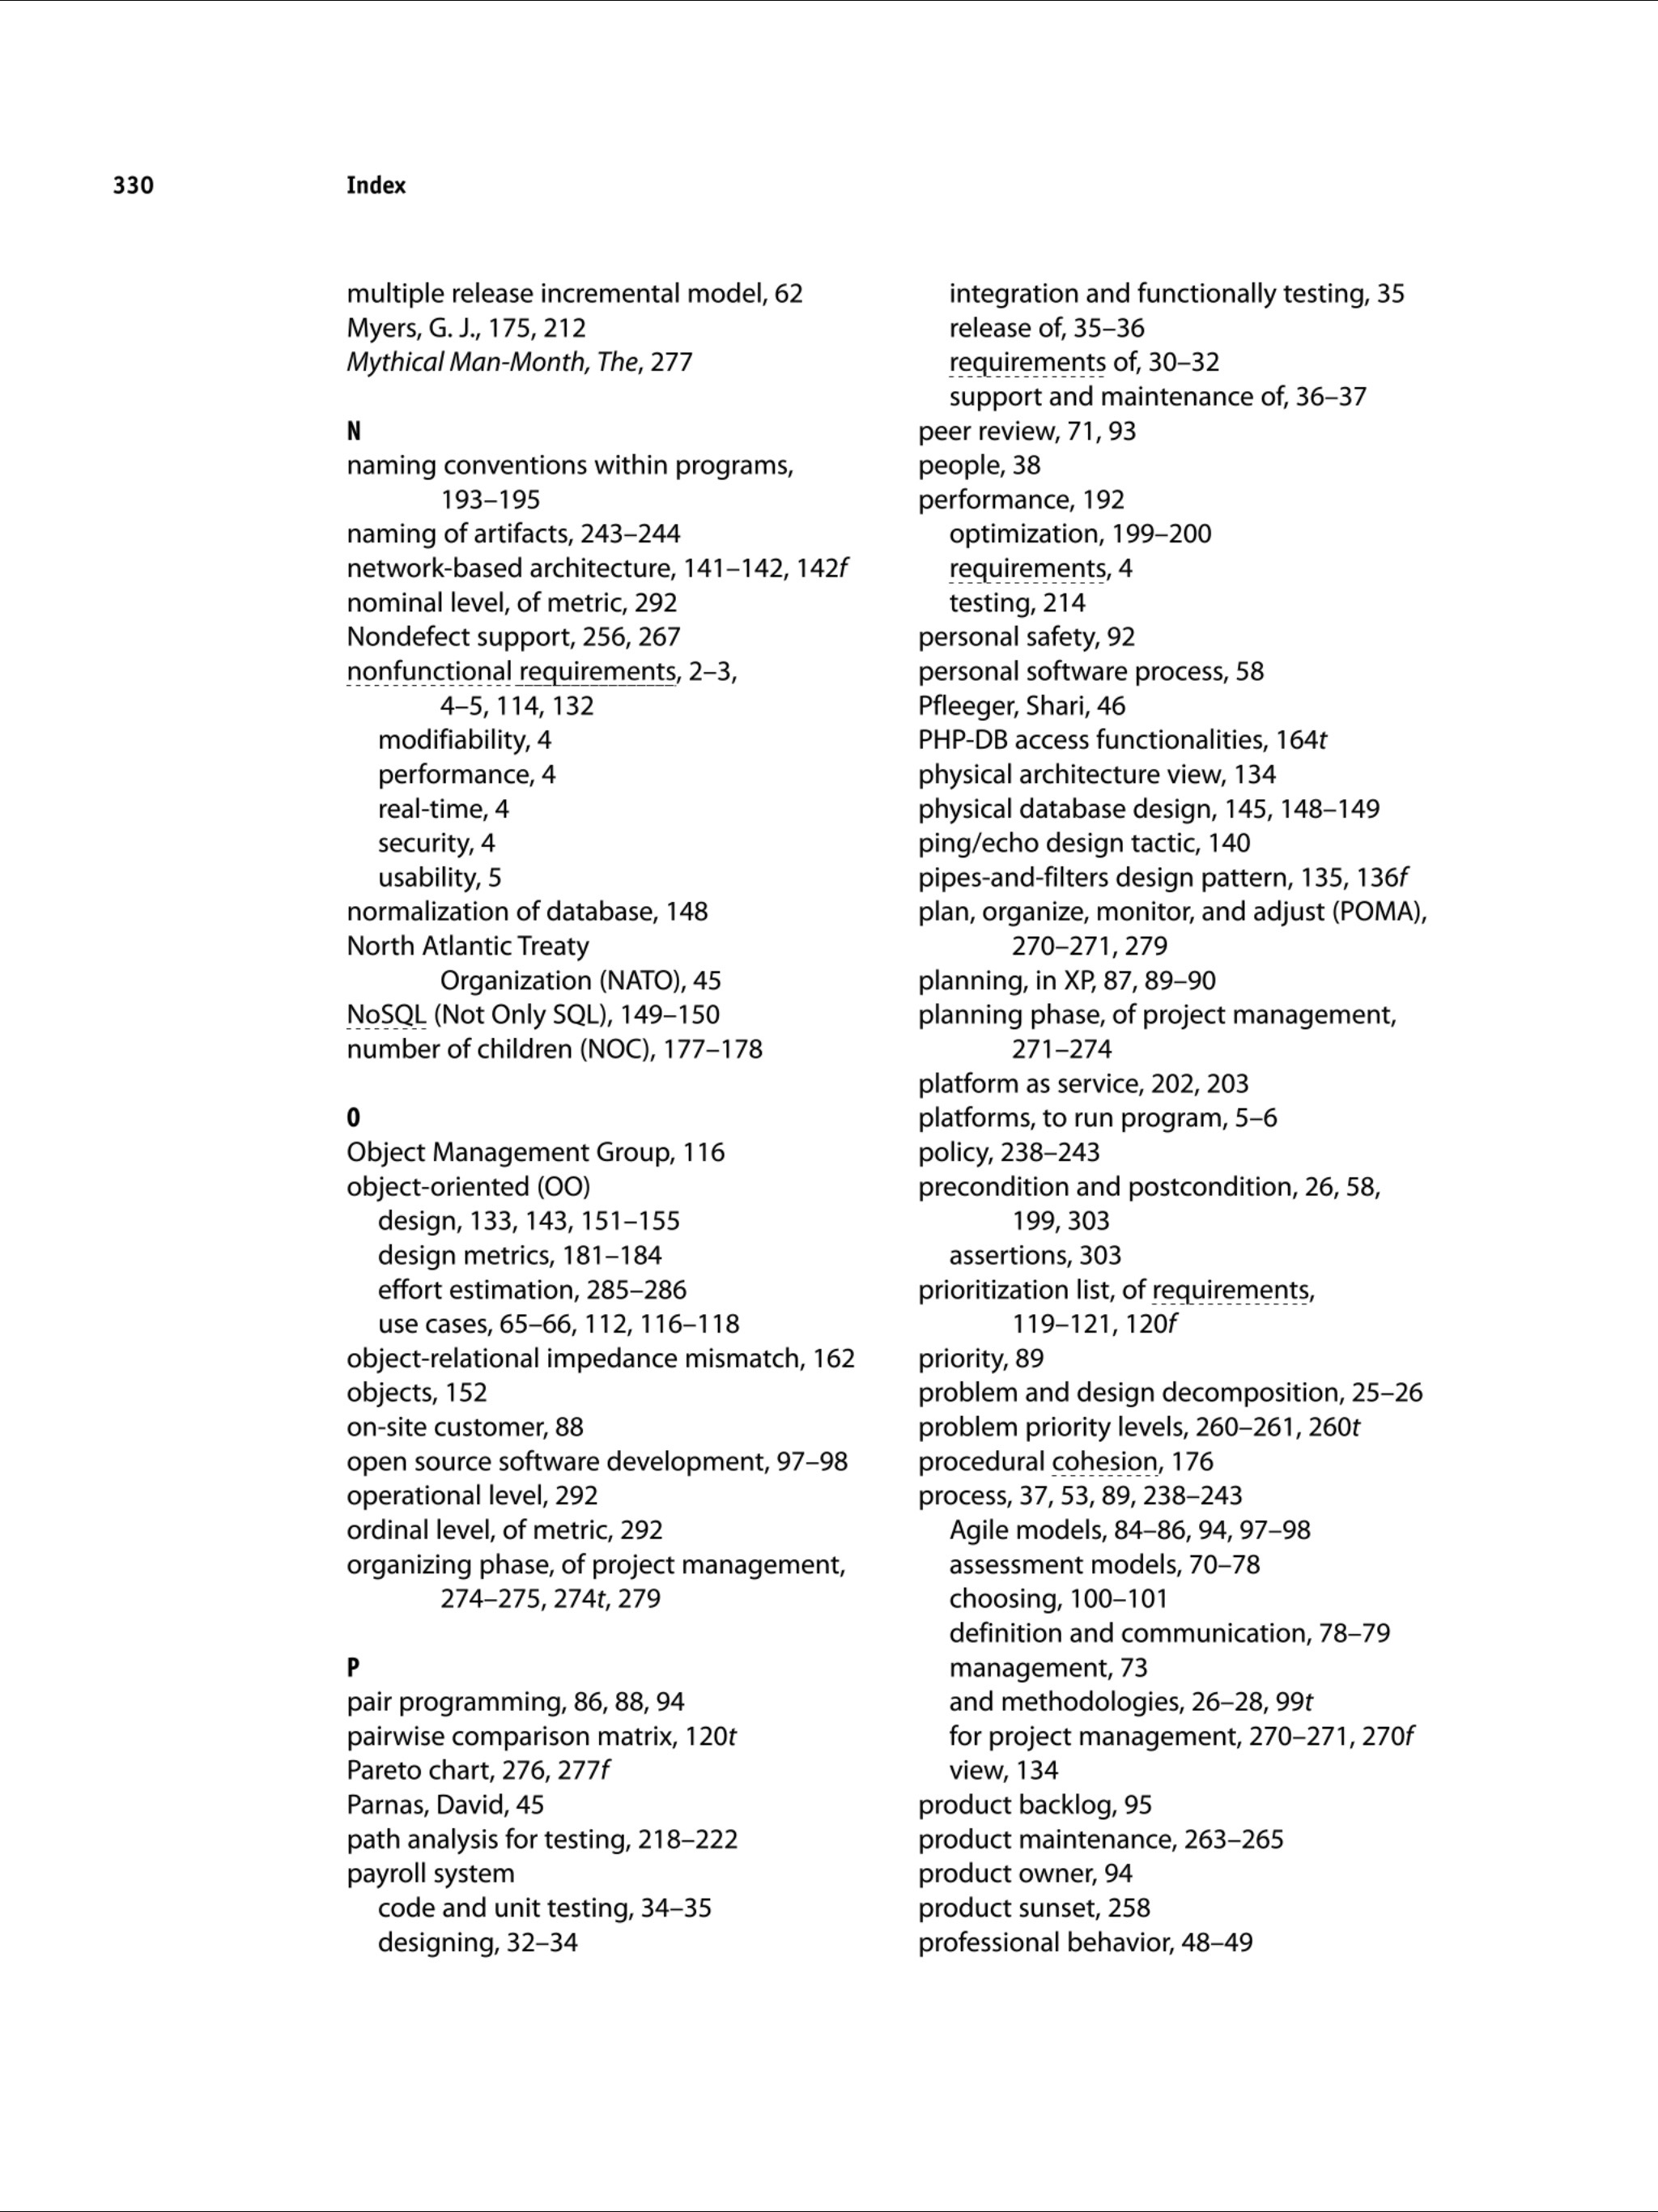 330 Index
multiple release incremental model, 62
Myers, G. J., 175, 212
Mythical Man-Month, The, 277
N
naming conventions within programs,
193–195
naming of artifacts, 243–244
network-based architecture, 141–142, 142f
nominal level, of metric, 292
Nondefect support, 256, 267
nonfunctional requirements, 2–3,
4–5, 114, 132
modifiability, 4
performance, 4
real-time, 4
security, 4
usability, 5
normalization of database, 148
North Atlantic Treaty
Organization (NATO), 45
NoSQL (Not Only SQL), 149–150
number of children (NOC), 177–178
O
Object Management Group, 116
object-oriented (OO)
design, 133, 143, 151–155
design metrics, 181–184
effort estimation, 285–286
use cases, 65–66, 112, 116–118
object-relational impedance mismatch, 162
objects, 152
on-site customer, 88
open source software development, 97–98
operational level, 292
ordinal level, of metric, 292
organizing phase, of project management,
274–275, 274t, 279
P
pair programming, 86, 88, 94
pairwise comparison matrix, 120t
Pareto chart, 276, 277f
Parnas, David, 45
path analysis for testing, 218–222
payroll system
code and unit testing, 34–35
designing, 32–34
integration and functionally testing, 35
release of, 35–36
requirements of, 30–32
support and maintenance of, 36–37
peer review, 71, 93
people, 38
performance, 192
optimization, 199–200
requirements, 4
testing, 214
personal safety, 92
personal software process, 58
Pfleeger, Shari, 46
PHP-DB access functionalities, 164t
physical architecture view, 134
physical database design, 145, 148–149
ping/echo design tactic, 140
pipes-and-filters design pattern, 135, 136f
plan, organize, monitor, and adjust (POMA),
270–271, 279
planning, in XP, 87, 89–90
planning phase, of project management,
271–274
platform as service, 202, 203
platforms, to run program, 5–6
policy, 238–243
precondition and postcondition, 26, 58,
199, 303
assertions, 303
prioritization list, of requirements,
119–121, 120f
priority, 89
problem and design decomposition, 25–26
problem priority levels, 260–261, 260t
procedural cohesion, 176
process, 37, 53, 89, 238–243
Agile models, 84–86, 94, 97–98
assessment models, 70–78
choosing, 100–101
definition and communication, 78–79
management, 73
and methodologies, 26–28, 99t
for project management, 270–271, 270f
view, 134
product backlog, 95
product maintenance, 263–265
product owner, 94
product sunset, 258
professional behavior, 48–49